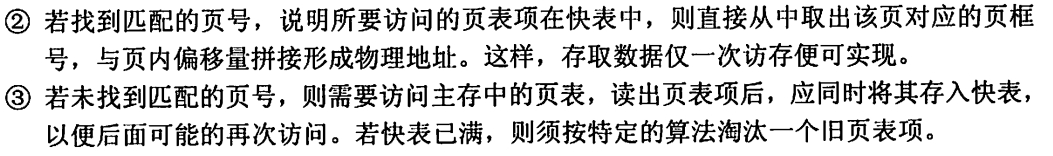 ② 若找到匹配的页号，说明所要访问的页表项在快表中，则直接从中取出该页对应的页框
号，与页内偏移量拼接形成物理地址。这样，存取数据仅一次访存便可实现。
③ 若未找到匹配的页号，则需要访问主存中的页表，读出页表项后，应同时将其存入快表，
以便后面可能的再次访问。若快表已满，则须按特定的算法淘汰一个旧页表项。